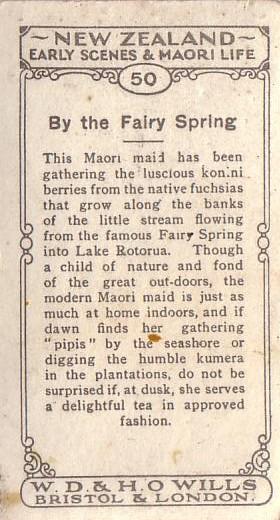 NEW ZEALAND
EARLY SCENES & MAORI LIFE
50
By the Fairy Spring
This Maori maid has been
gathering the luscious konini
berries from the native fuchsias
that grow along the banks
of the little stream flowing
from the famous Fairy Spring
into Lake Rotorua. Though
a child of nature and fond
of the great out-doors, the
modern Maori maid is just as
much at home indoors, and if
dawn finds her gathering
"pipis" by the seashore or
digging the humble kumera
in the plantations, do not be
surprised if, at dusk, she serves
a delightful tea in approved
fashion.
W. D. & H. O WILLS
BRISTOL & LONDON.